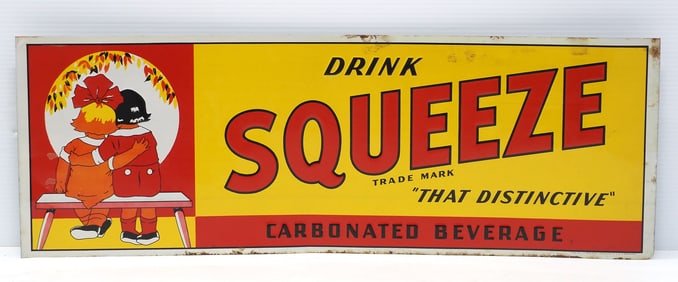 DRINK
SQUEEZE
TRADE MARK
"THAT DISTINCTIVE"
CARBONATED BEVERAGE